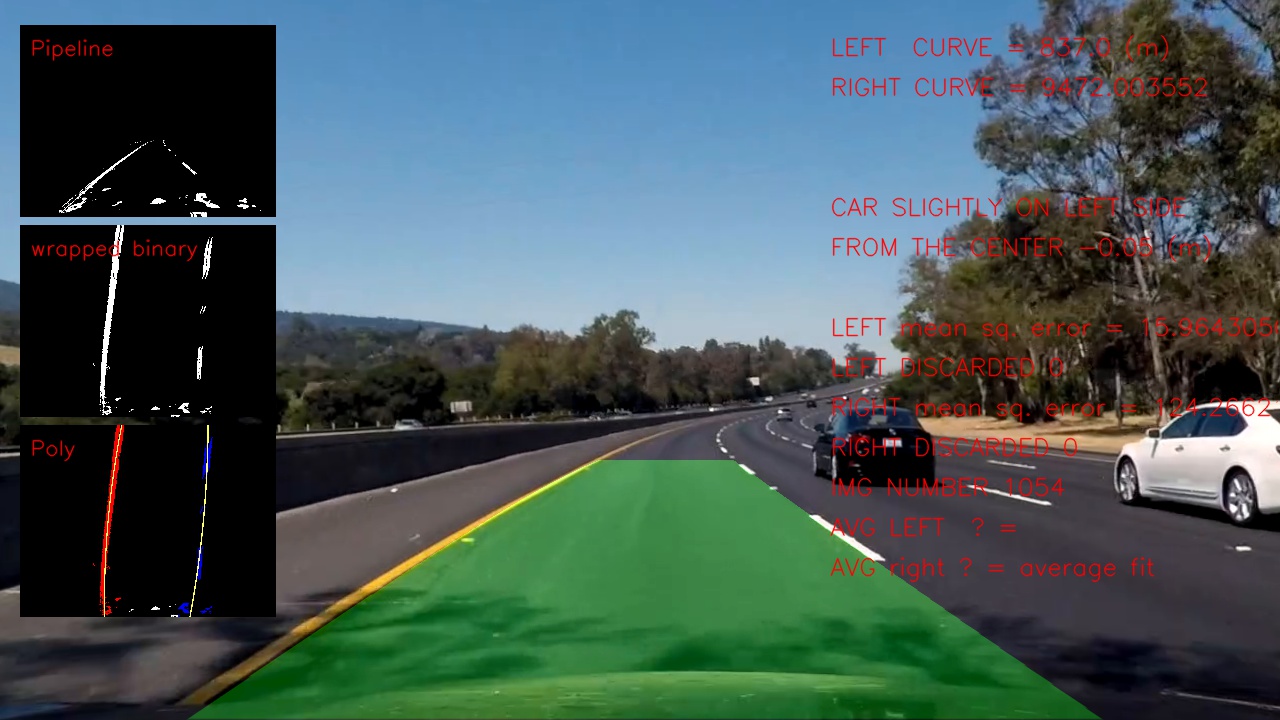 Pipeline
wrapped binary
Poly
LEFT CURVE = 837.0 (m)
RIGHT CURVE = 9472.003552
CAR SLIGHTLY ON LEFT SIDE
FROM THE CENTER -0.05 (m)
LEFT mean sq. error = 15.964305
LEFT DISCARDED 0
RIGHT mean sq. error = 124.2662
RIGHT DISCARDED 0
IMG NUMBER 1054
AVG LEFT ? =
AVG right ? = average fit